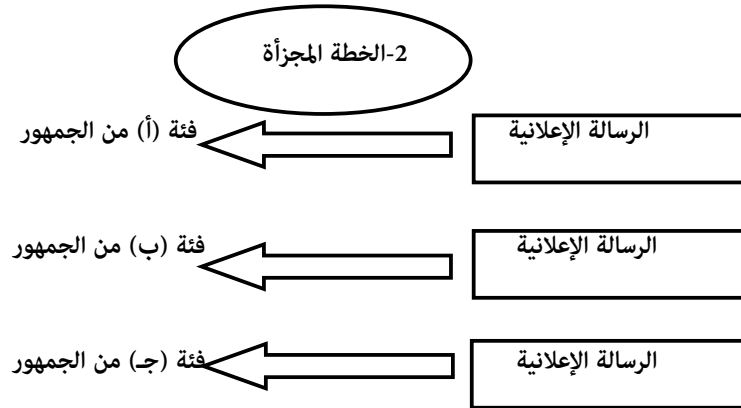 2-الخطة المجزأة
الرسالة الإعلانية فئة (أ) من الجمهور
الرسالة الإعلانية فئة (ب) من الجمهور
الرسالة الإعلانية فئة (جـ) من الجمهور